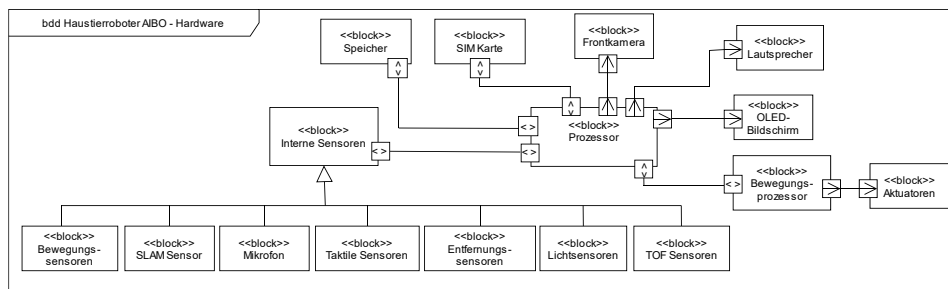 bdd Haustierroboter AIBO - Hardware
<<block>>
Speicher
<<block>>
SIM Karte
<<block>>
Frontkamera
<<block>>
Lautsprecher
<<block>>
Interne Sensoren
<<block>>
Prozessor
<<block>>
OLED-
Bildschirm
<<block>>
Bewegungs-
prozessor
<<block>>
Aktuatoren
<<block>>
Bewegungs-
sensoren
<<block>>
SLAM Sensor
<<block>>
Mikrofon
<<block>>
Taktile Sensoren
<<block>>
Entfernungs-
sensoren
<<block>>
Lichtsensoren
<<block>>
TOF Sensoren